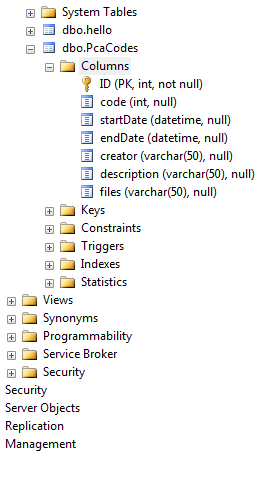 System Tables
dbo.hello
dbo.PcaCodes
Columns
ID (PK, int, not null)
code (int, null)
startDate (datetime, null)
endDate (datetime, null)
creator (varchar(50), null)
description (varchar(50), null)
files (varchar(50), null)
Keys
Constraints
Triggers
Indexes
Statistics
Views
Synonyms
Programmability
Service Broker
Security
Security
Server Objects
Replication
Management